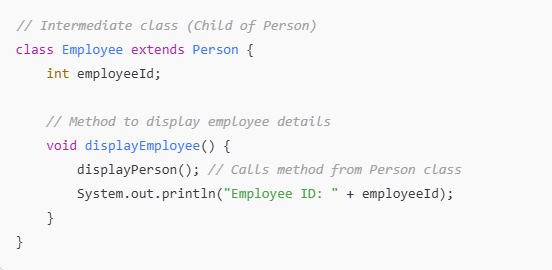 // Intermediate class (Child of Person)
class Employee extends Person {
    int employeeId;

    // Method to display employee details
    void displayEmployee() {
        displayPerson(); // Calls method from Person class
        System.out.println("Employee ID: " + employeeId);
    }
}